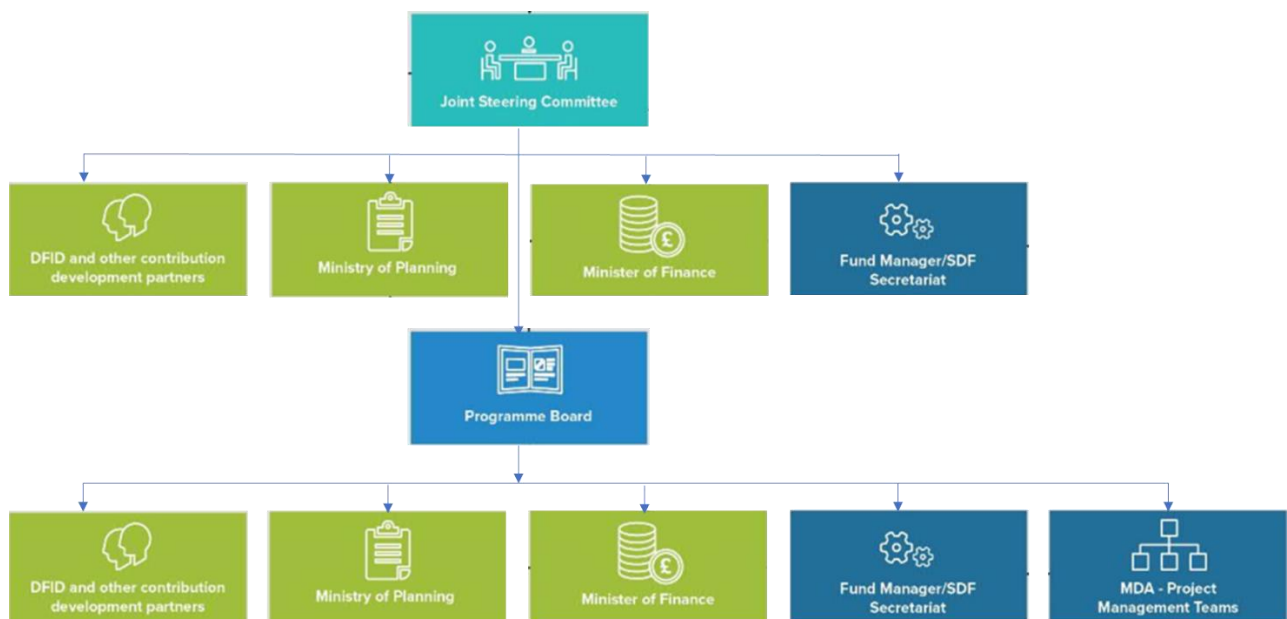 Joint Steering Committee
DFID and other contribution
development partners
Ministry of Planning
£
Minister of Finance
Fund Manager/SDF
Secretariat
Programme Board
DFID and other contribution
development partners
Ministry of Planning
£
Minister of Finance
Fund Manager/SDF
Secretariat
MDA - Project
Management Teams